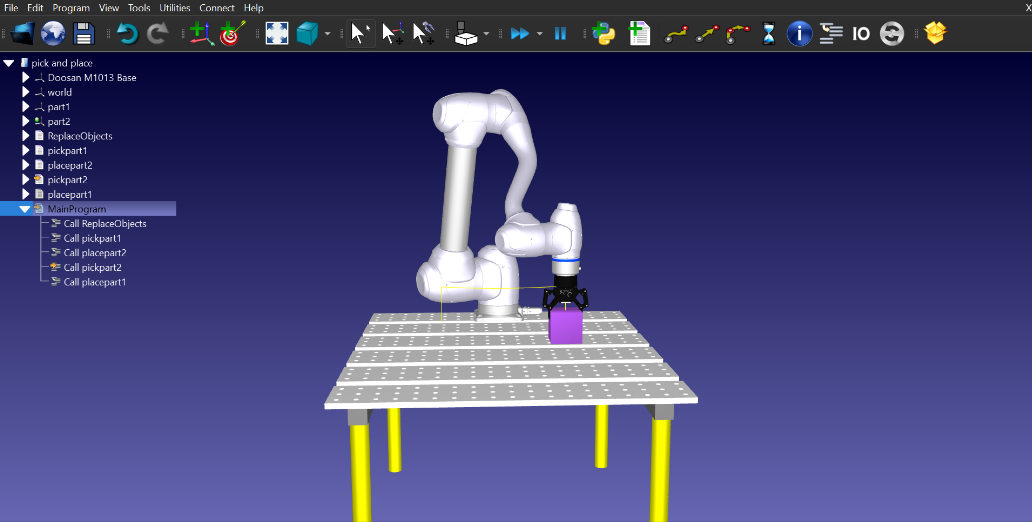 File Edit Program View Tools Utilities Connect Help X
IO
pick and place
Doosan M1013 Base
world
part1
part2
ReplaceObjects
pickpart1
placepart2
pickpart2
placepart1
MainProgram
Call ReplaceObjects
Call pickpart1
Call placepart2
Call pickpart2
Call placepart1